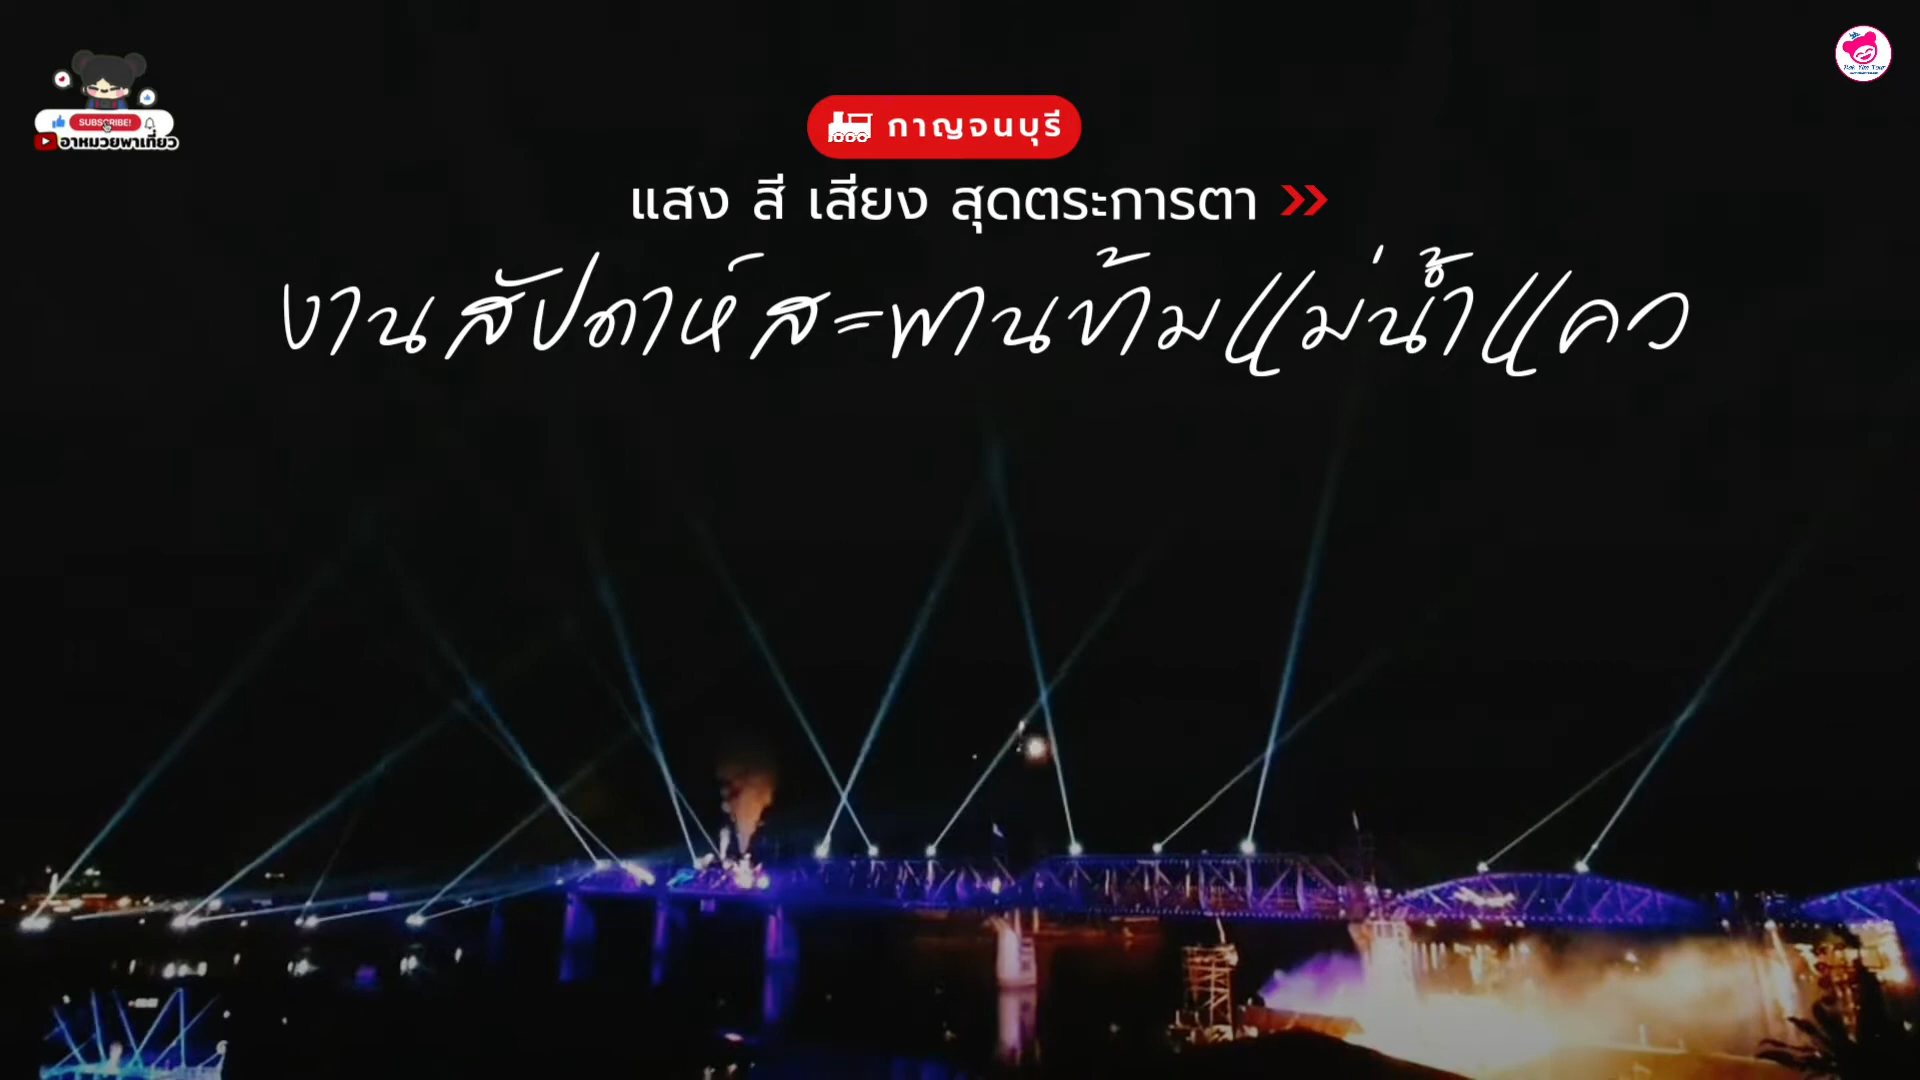 SUBSCRIBE!
อาหมวยพาเที่ยว
Rak Yim Tour
กาญจนบุรี
แสง สี เสียง สุดตระการตา
งานสัปดาห์สะพานข้ามแม่น้ำแคว